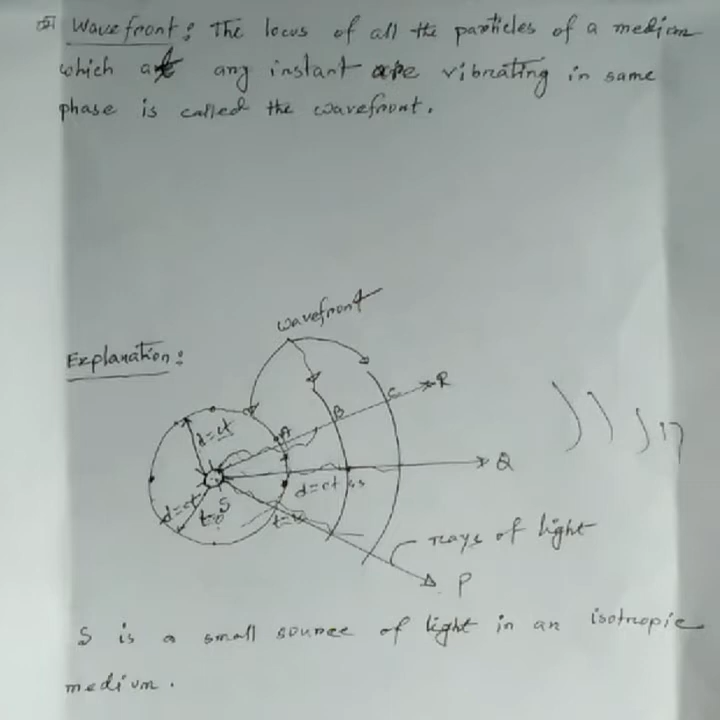 Wavefront: The locus of all the particles of a medium
which at any instant are vibrating in same
phase is called the wavefront.
wavefront
Explanation:
R
C
B
A
d=ct
Q
d=ct
d=ct
S
t=0
rays of light
P
S is a small source of light in an isotropic
medium.